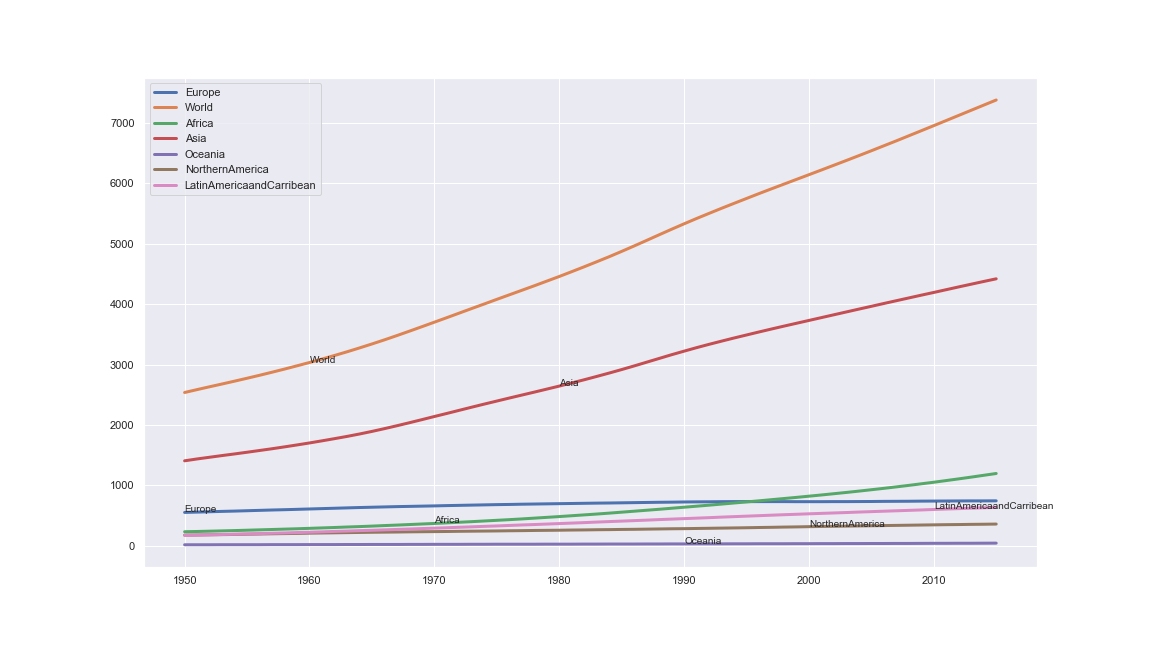 Europe
World
Africa
Asia
Oceania
NorthernAmerica
LatinAmericaandCarribean
7000
6000
5000
4000
3000
2000
1000
0
World
Asia
Europe
Africa
LatinAmericaandCarribean
NorthernAmerica
Oceania
1950 1960 1970 1980 1990 2000 2010